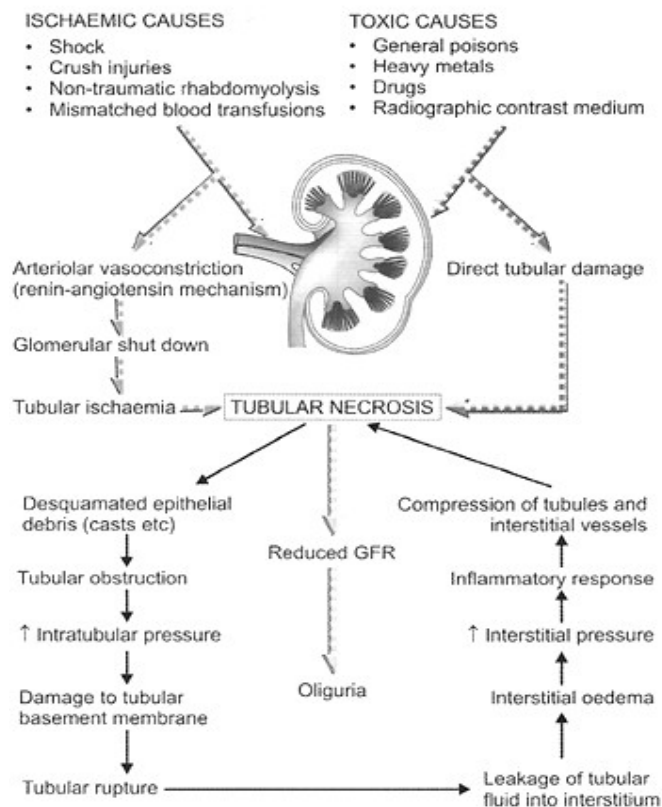 ISCHAEMIC CAUSES
• Shock
• Crush injuries
• Non-traumatic rhabdomyolysis
• Mismatched blood transfusions
TOXIC CAUSES
• General poisons
• Heavy metals
• Drugs
• Radiographic contrast medium
Arteriolar vasoconstriction
(renin-angiotensin mechanism)
Direct tubular damage
Glomerular shut down
Tubular ischaemia
TUBULAR NECROSIS
Desquamated epithelial
debris (casts etc)
Tubular obstruction
↑ Intratubular pressure
Damage to tubular
basement membrane
Tubular rupture
Reduced GFR
Oliguria
Compression of tubules and
interstitial vessels
Inflammatory response
↑ Interstitial pressure
Interstitial oedema
Leakage of tubular
fluid into interstitium